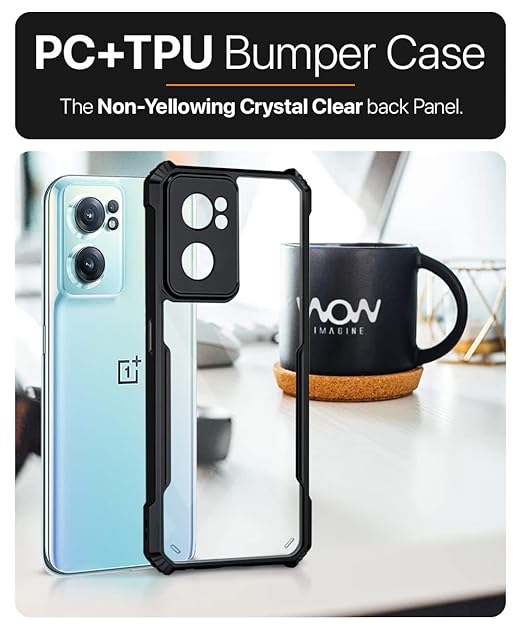 PC+TPU Bumper Case
The Non-Yellowing Crystal Clear back Panel.
WOW
IMAGINE
1+